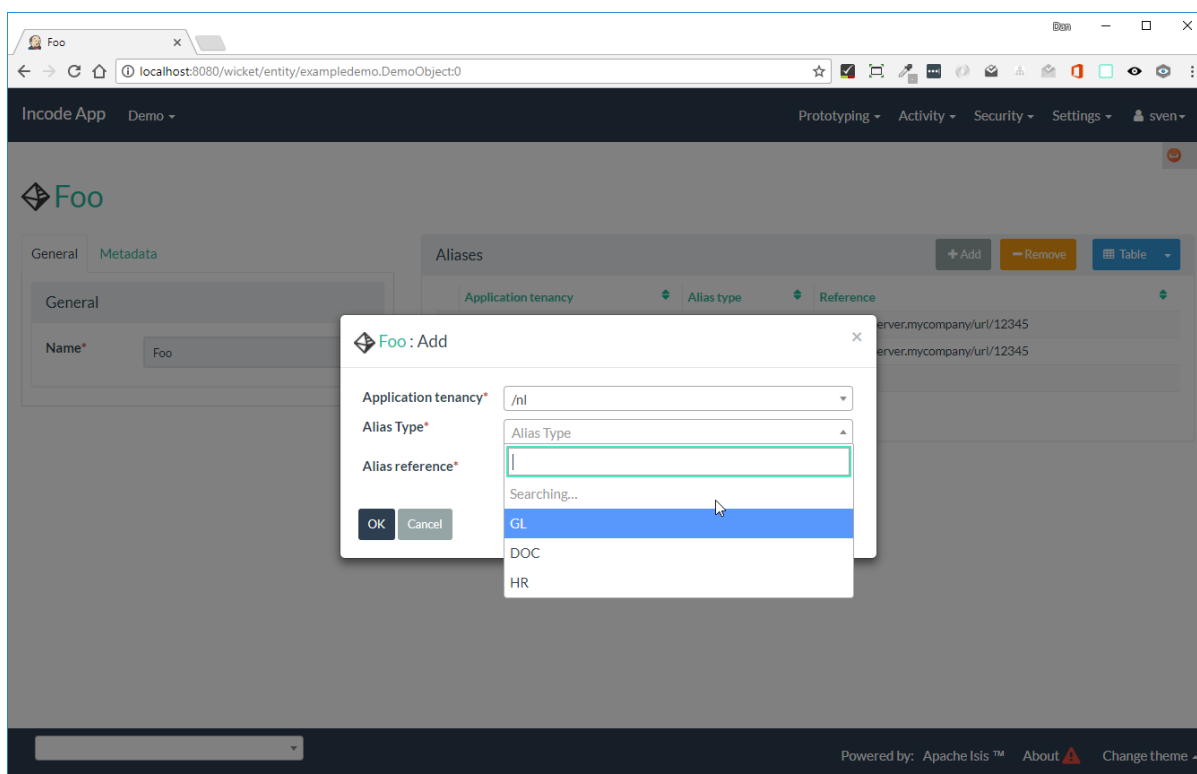 Dan
Foo
localhost:8080/wicket/entity/exampledemo.DemoObject:0
Incode App Demo Prototyping Activity Security Settings sven
Foo
General Metadata
Aliases Add Remove Table
General
Application tenancy Alias type Reference
Name* Foo
erver.mycompany/url/12345
erver.mycompany/url/12345
Foo : Add ×
Application tenancy* /nl
Alias Type* Alias Type
Alias reference*
Searching...
OK Cancel
GL
DOC
HR
Powered by: Apache Isis ™ About Change theme